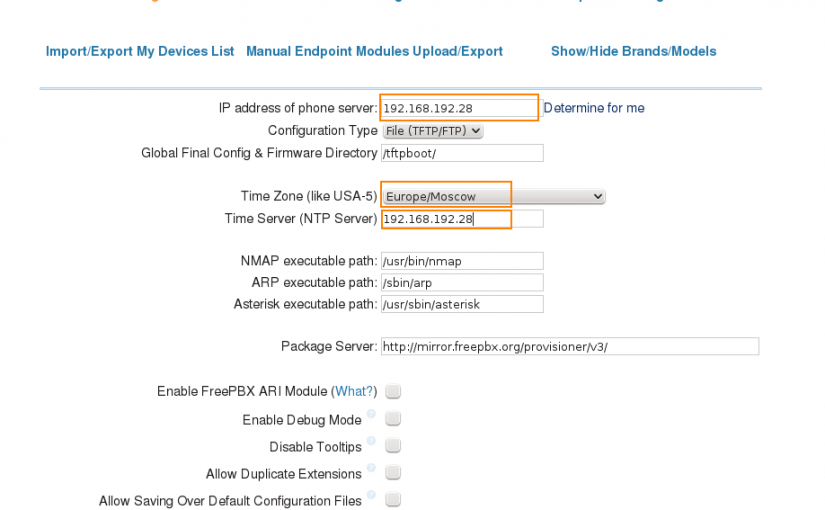 Import/Export My Devices List Manual Endpoint Modules Upload/Export Show/Hide Brands/Models
IP address of phone server: 192.168.192.28 Determine for me
Configuration Type File (TFTP/FTP)
Global Final Config & Firmware Directory /tftpboot/
Time Zone (like USA-5) Europe/Moscow
Time Server (NTP Server) 192.168.192.28
NMAP executable path: /usr/bin/nmap
ARP executable path: /sbin/arp
Asterisk executable path: /usr/sbin/asterisk
Package Server: http://mirror.freepbx.org/provisioner/v3/
Enable FreePBX ARI Module (What?)
Enable Debug Mode
Disable Tooltips
Allow Duplicate Extensions
Allow Saving Over Default Configuration Files